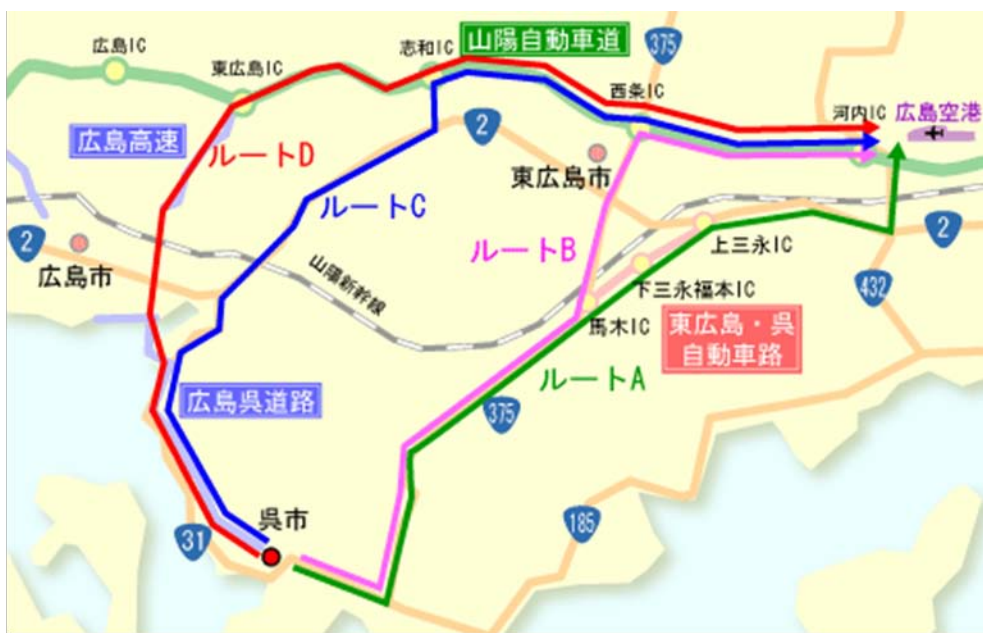 山陽自動車道
375
広島IC
志和IC
東広島IC
西条IC
河内IC
広島空港
広島高速
ルートD
2
東広島市
ルートC
2
広島市
ルートB
上三永IC
2
山陽新幹線
下三永福本IC
432
馬木IC
東広島・呉
自動車路
ルートA
広島呉道路
375
呉市
31
185